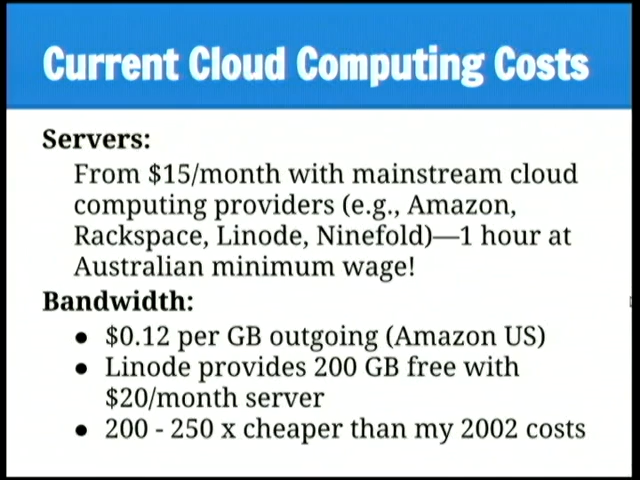 Current Cloud Computing Costs
Servers:
From $15/month with mainstream cloud
computing providers (e.g., Amazon,
Rackspace, Linode, Ninefold)—1 hour at
Australian minimum wage!
Bandwidth:
● $0.12 per GB outgoing (Amazon US)
● Linode provides 200 GB free with
$20/month server
● 200 - 250 x cheaper than my 2002 costs